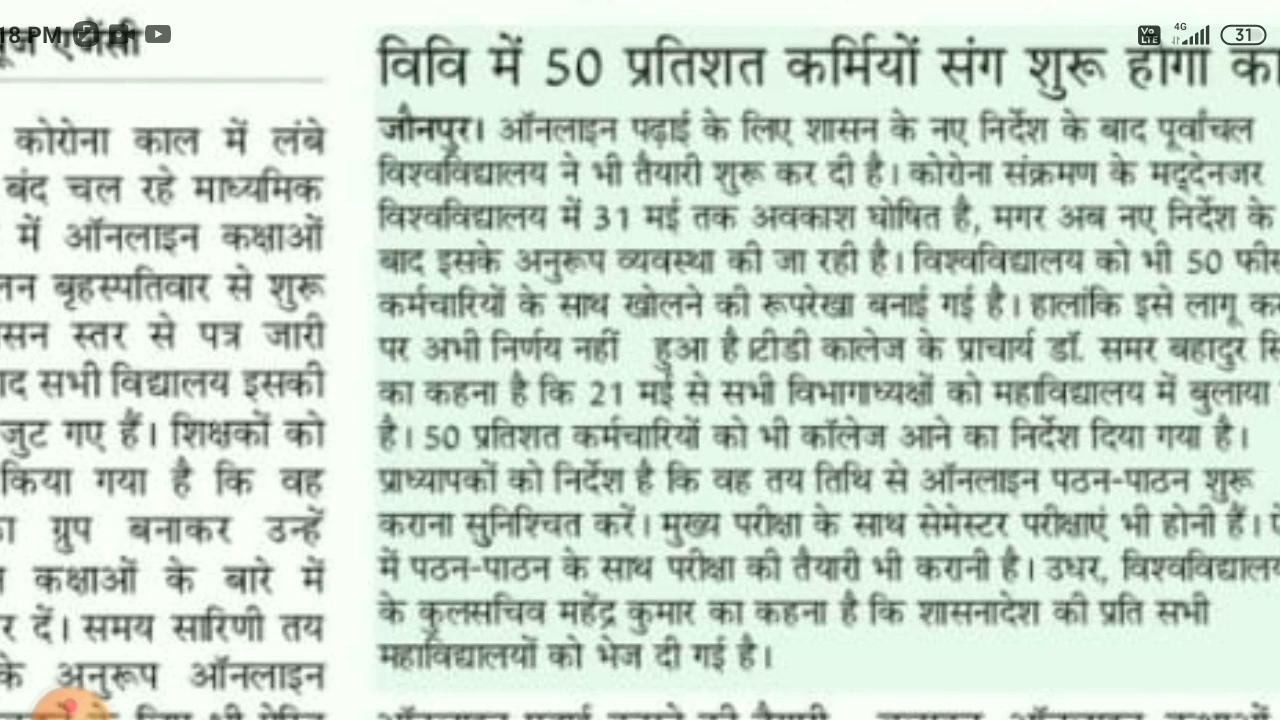 18 PM
31
4G
Vo LTE
एजेंसी
कोरोना काल में लंबे
बंद चल रहे माध्यमिक
में ऑनलाइन कक्षाओं
बृहस्पतिवार से शुरू
स्तर से पत्र जारी
सभी विद्यालय इसकी
जुट गए हैं। शिक्षकों को
किया गया है कि वह
ग्रुप बनाकर उन्हें
कक्षाओं के बारे में
दें। समय सारिणी तय
के अनुरूप ऑनलाइन
विवि में 50 प्रतिशत कर्मियों संग शुरू होगा
जौनपुर। ऑनलाइन पढ़ाई के लिए शासन के नए निर्देश के बाद पूर्वांचल
विश्वविद्यालय ने भी तैयारी शुरू कर दी है। कोरोना संक्रमण के मद्देनजर
विश्वविद्यालय में 31 मई तक अवकाश घोषित है, मगर अब नए निर्देश के
बाद इसके अनुरूप व्यवस्था की जा रही है। विश्वविद्यालय को भी 50 फीस
कर्मचारियों के साथ खोलने की रूपरेखा बनाई गई है। हालांकि इसे लागू
पर अभी निर्णय नहीं हुआ है।टीडी कालेज के प्राचार्य डॉ. समर बहादुर सि
का कहना है कि 21 मई से सभी विभागाध्यक्षों को महाविद्यालय में बुलाया
है। 50 प्रतिशत कर्मचारियों को भी कॉलेज आने का निर्देश दिया गया है।
प्राध्यापकों को निर्देश है कि वह तय तिथि से ऑनलाइन पठन-पाठन शुरू
कराना सुनिश्चित करें। मुख्य परीक्षा के साथ सेमेस्टर परीक्षाएं भी होनी हैं।
में पठन-पाठन के साथ परीक्षा की तैयारी भी करानी है। उधर, विश्वविद्यालय
के कुलसचिव महेंद्र कुमार का कहना है कि शासनादेश की प्रति सभी
महाविद्यालयों को भेज दी गई है।